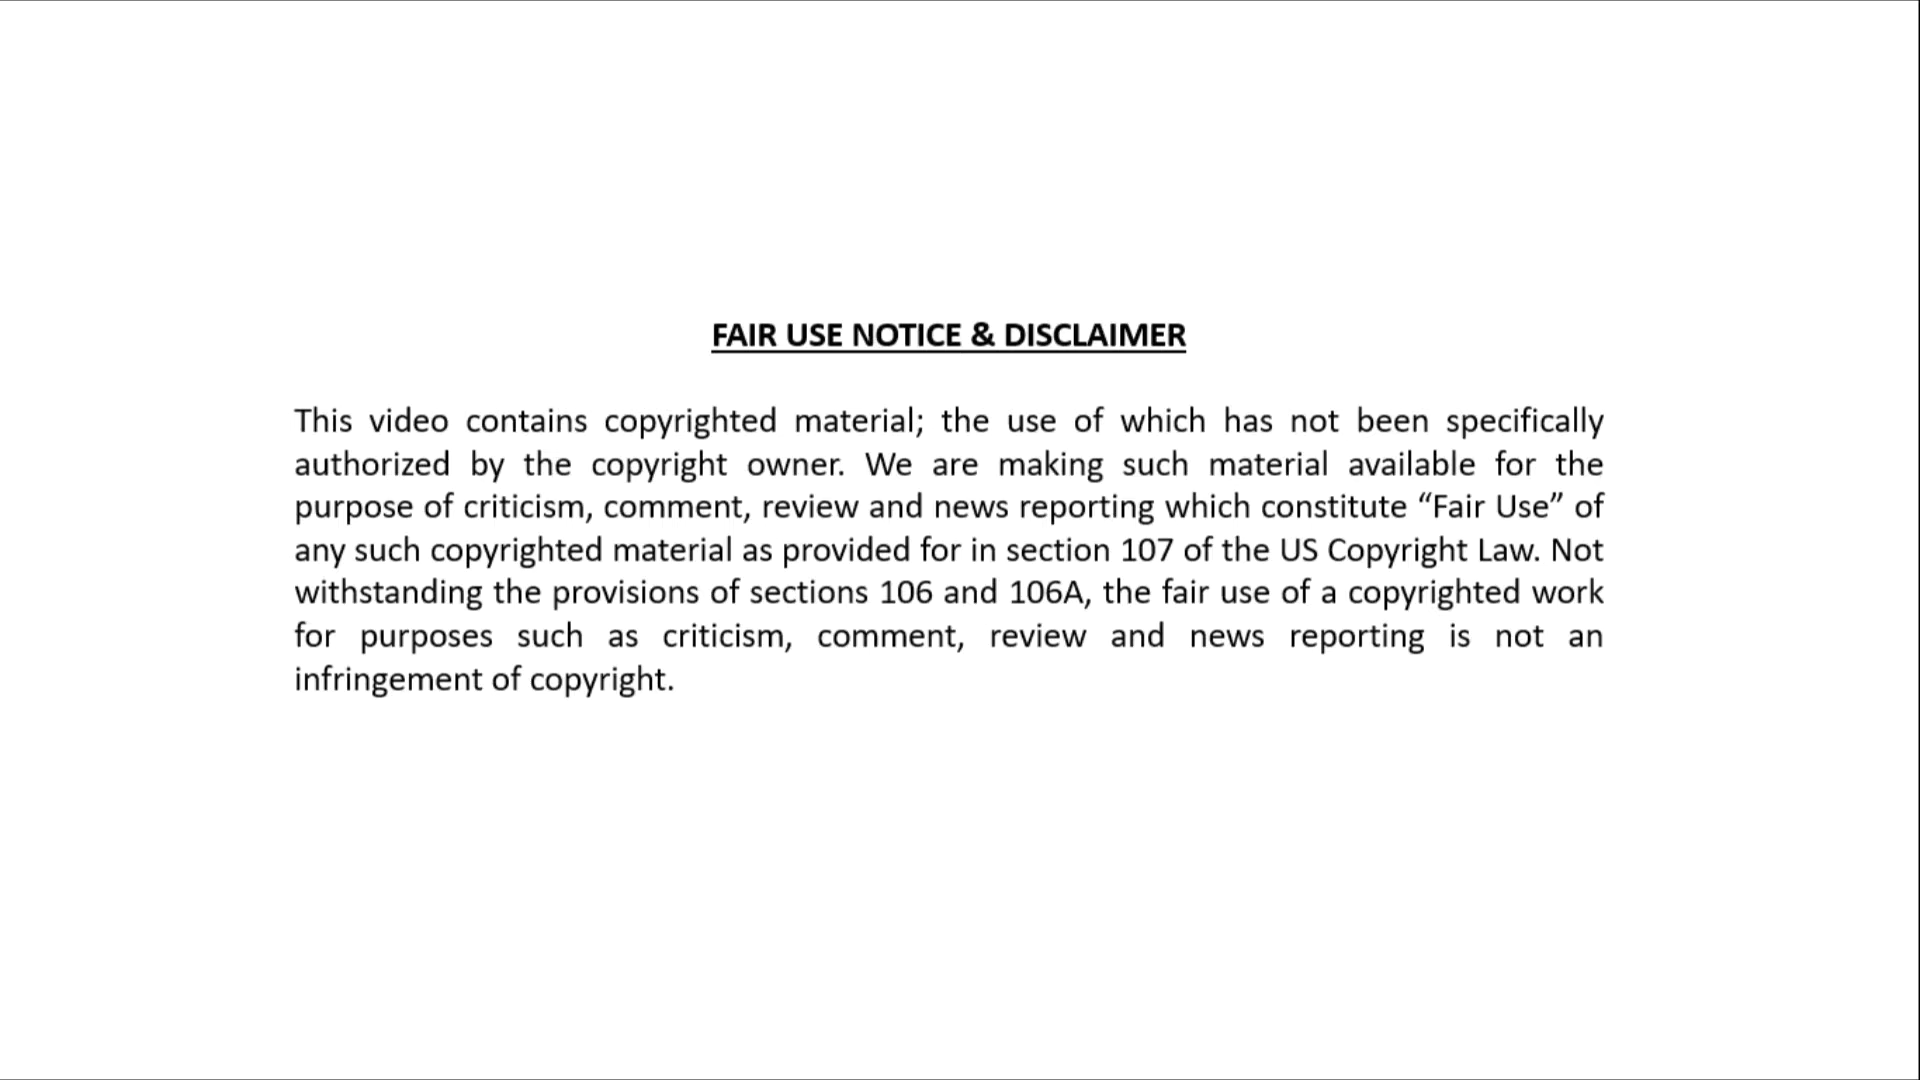 FAIR USE NOTICE & DISCLAIMER
This video contains copyrighted material; the use of which has not been specifically
authorized by the copyright owner. We are making such material available for the
purpose of criticism, comment, review and news reporting which constitute “Fair Use” of
any such copyrighted material as provided for in section 107 of the US Copyright Law. Not
withstanding the provisions of sections 106 and 106A, the fair use of a copyrighted work
for purposes such as criticism, comment, review and news reporting is not an
infringement of copyright.